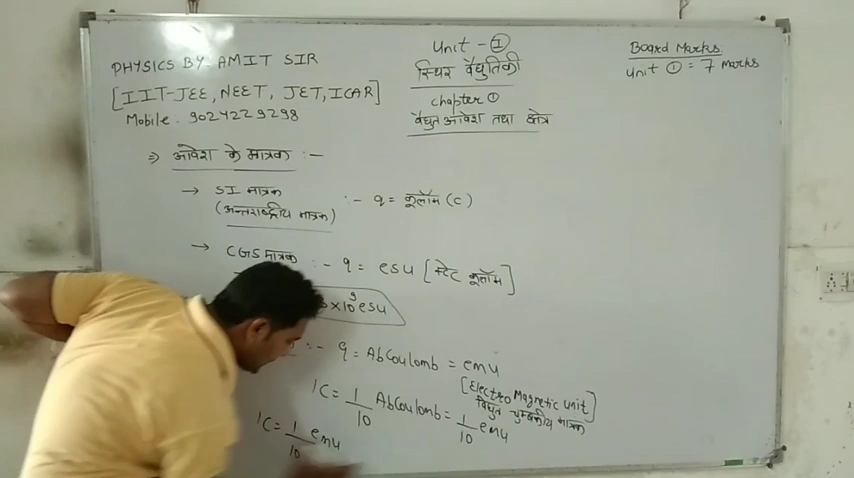 Unit - I
स्थिर वैद्युतिकी
chapter ①
वैद्युत आवेश तथा क्षेत्र
Board Marks
Unit ① = 7 Marks
PHYSICS BY AMIT SIR
[IIT-JEE, NEET, JET, ICAR]
Mobile. 9024229298
⇒ आवेश के मात्रक :-
→ SI मात्रक :- q = कूलॉम (C)
(अन्तराष्ट्रीय मात्रक)
→ CGS मात्रक :- q = esu [स्टेट कूलॉम]
×10⁹ esu
:- q = AbCoulomb = emu
[Electro Magnetic Unit]
विद्युत चुम्बकीय मात्रक
1C = 1/10 AbCoulomb = 1/10 emu
1C = 1/10 emu